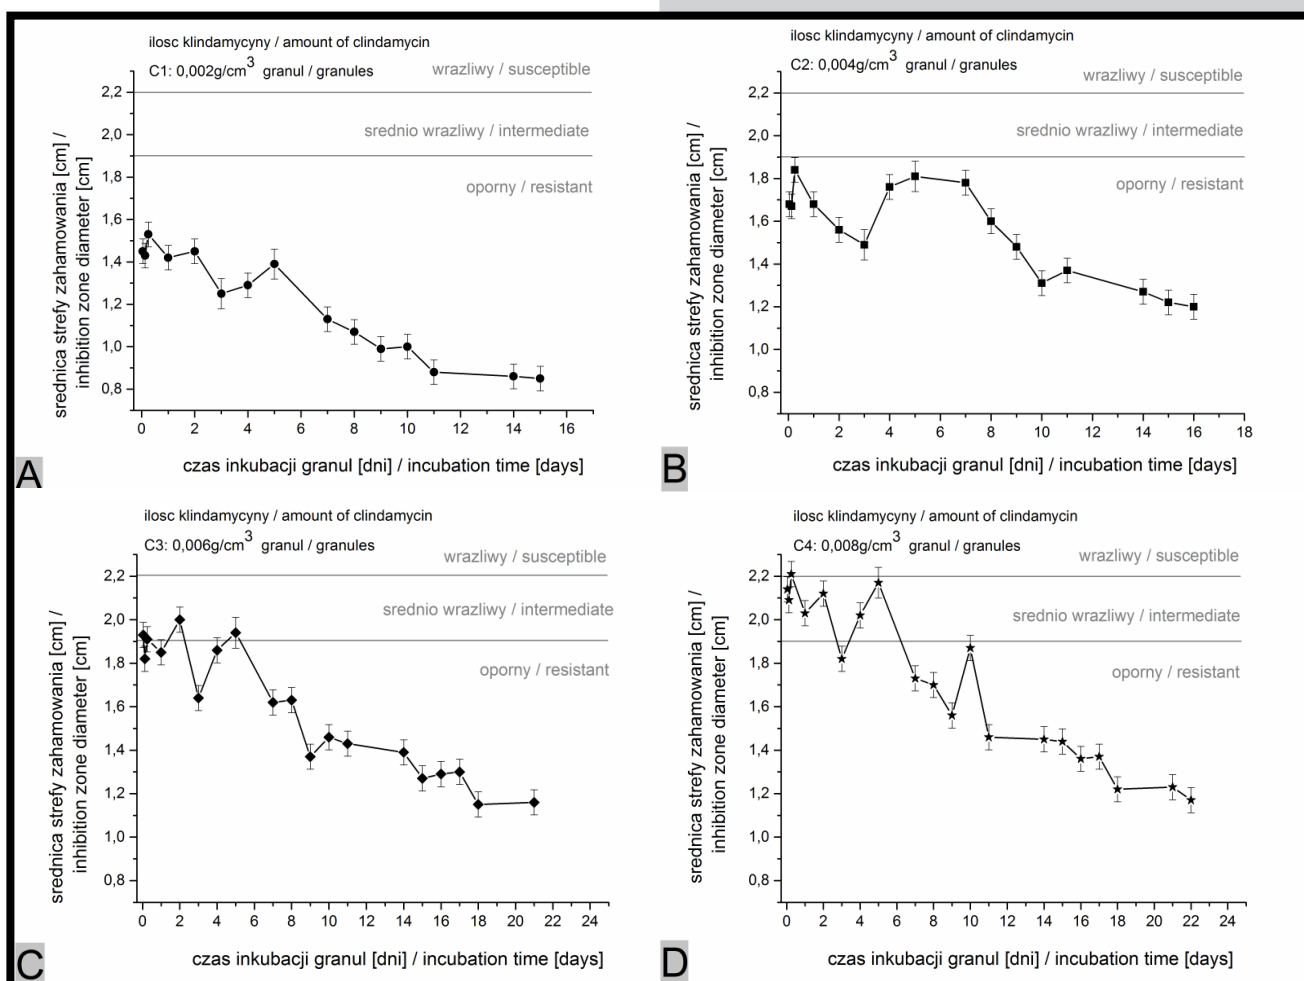 ilosc klindamycyny / amount of clindamycin
C1: 0,002g/cm3 granul / granules
wrazliwy / susceptible
srednio wrazliwy / intermediate
oporny / resistant
2,2
2,0
1,8
1,6
1,4
1,2
1,0
0,8
srednica strefy zahamowania [cm] /
inhibition zone diameter [cm]
0 2 4 6 8 10 12 14 16
czas inkubacji granul [dni] / incubation time [days]
A
ilosc klindamycyny / amount of clindamycin
C2: 0,004g/cm3 granul / granules
wrazliwy / susceptible
srednio wrazliwy / intermediate
oporny / resistant
2,2
2,0
1,8
1,6
1,4
1,2
1,0
0,8
srednica strefy zahamowania [cm] /
inhibition zone diameter [cm]
0 2 4 6 8 10 12 14 16 18
czas inkubacji granul [dni] / incubation time [days]
B
ilosc klindamycyny / amount of clindamycin
C3: 0,006g/cm3 granul / granules
wrazliwy / susceptible
srednio wrazliwy / intermediate
oporny / resistant
2,2
2,0
1,8
1,6
1,4
1,2
1,0
0,8
srednica strefy zahamowania [cm] /
inhibition zone diameter [cm]
0 2 4 6 8 10 12 14 16 18 20 22 24
czas inkubacji granul [dni] / incubation time [days]
C
ilosc klindamycyny / amount of clindamycin
C4: 0,008g/cm3 granul / granules
wrazliwy / susceptible
srednio wrazliwy / intermediate
oporny / resistant
2,2
2,0
1,8
1,6
1,4
1,2
1,0
0,8
srednica strefy zahamowania [cm] /
inhibition zone diameter [cm]
0 2 4 6 8 10 12 14 16 18 20 22 24
czas inkubacji granul [dni] / incubation time [days]
D